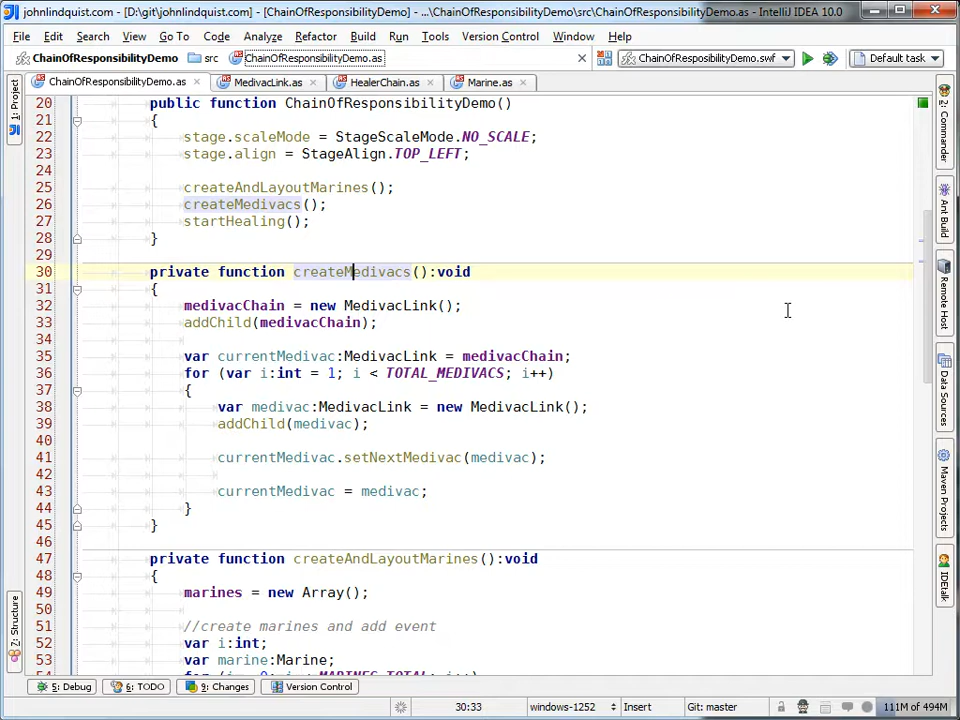 johnlindquist.com - [D:\git\johnlindquist.com] - [ChainOfResponsibilityDemo] - ...\ChainOfResponsibilityDemo\src\ChainOfResponsibilityDemo.as - IntelliJ IDEA 10.0
File Edit Search View Go To Code Analyze Refactor Build Run Tools Version Control Window Help
ChainOfResponsibilityDemo src ChainOfResponsibilityDemo.as ChainOfResponsibilityDemo.swf Default task
ChainOfResponsibilityDemo.as MedivacLink.as HealerChain.as Marine.as
20 public function ChainOfResponsibilityDemo()
21 {
22 stage.scaleMode = StageScaleMode.NO_SCALE;
23 stage.align = StageAlign.TOP_LEFT;
24
25 createAndLayoutMarines();
26 createMedivacs();
27 startHealing();
28 }
29
30 private function createMedivacs():void
31 {
32 medivacChain = new MedivacLink();
33 addChild(medivacChain);
34
35 var currentMedivac:MedivacLink = medivacChain;
36 for (var i:int = 1; i < TOTAL_MEDIVACS; i++)
37 {
38 var medivac:MedivacLink = new MedivacLink();
39 addChild(medivac);
40
41 currentMedivac.setNextMedivac(medivac);
42
43 currentMedivac = medivac;
44 }
45 }
46
47 private function createAndLayoutMarines():void
48 {
49 marines = new Array();
50
51 //create marines and add event
52 var i:int;
53 var marine:Marine;
54 for (i = 0; i < MARINES_TOTAL; i++)
1: Project
7: Structure
2: Commander
Ant Build
Remote Host
Data Sources
Maven Projects
IDEtalk
5: Debug 6: TODO 9: Changes Version Control
30:33 windows-1252 Insert Git: master 111M of 494M